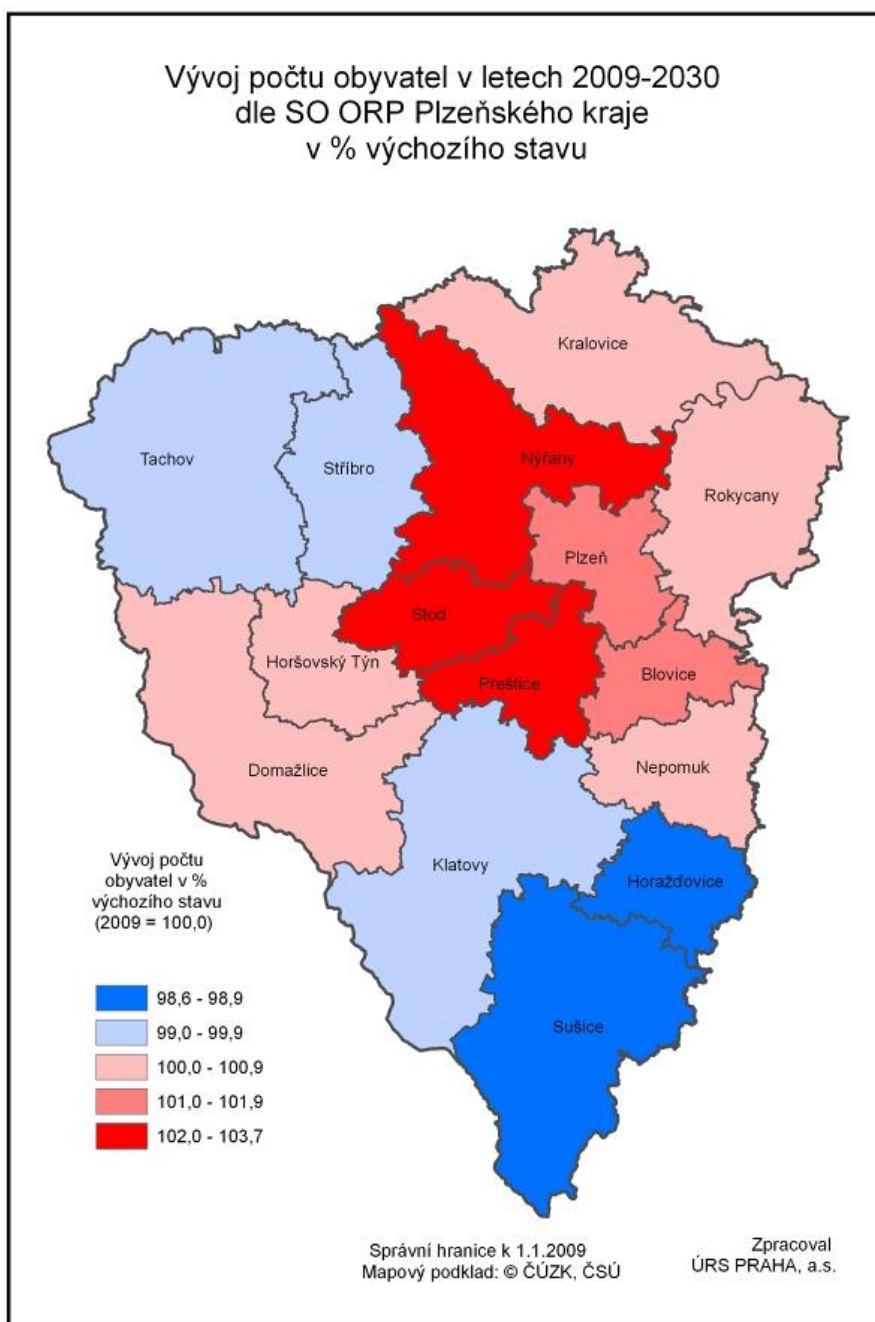 Vývoj počtu obyvatel v letech 2009-2030
dle SO ORP Plzeňského kraje
v % výchozího stavu
Kralovice
Tachov
Stříbro
Nýřany
Rokycany
Plzeň
Stod
Horšovský Týn
Přeštice
Blovice
Domažlice
Nepomuk
Klatovy
Horažďovice
Sušice
Vývoj počtu
obyvatel v %
výchozího stavu
(2009 = 100,0)
98,6 - 98,9
99,0 - 99,9
100,0 - 100,9
101,0 - 101,9
102,0 - 103,7
Správní hranice k 1.1.2009
Mapový podklad: © ČÚZK, ČSÚ
Zpracoval
ÚRS PRAHA, a.s.